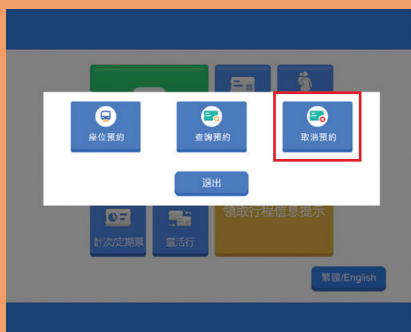 座位預約
查詢預約
取消預約
退出
領取行程信息提示
計次/定期票
靈活行
繁體/English